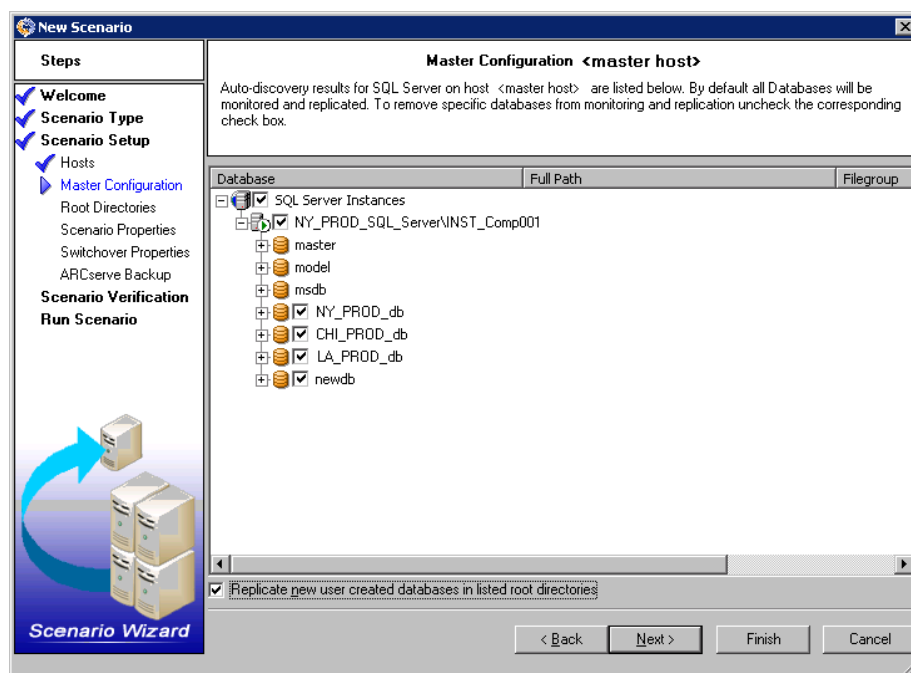 New Scenario
Steps
Welcome
Scenario Type
Scenario Setup
Hosts
Master Configuration
Root Directories
Scenario Properties
Switchover Properties
ARCserve Backup
Scenario Verification
Run Scenario
Scenario Wizard
Master Configuration <master host>
Auto-discovery results for SQL Server on host <master host> are listed below. By default all Databases will be
monitored and replicated. To remove specific databases from monitoring and replication uncheck the corresponding
check box.
Database Full Path Filegroup
SQL Server Instances
NY_PROD_SQL_Server\INST_Comp001
master
model
msdb
NY_PROD_db
CHI_PROD_db
LA_PROD_db
newdb
Replicate new user created databases in listed root directories
< Back Next > Finish Cancel